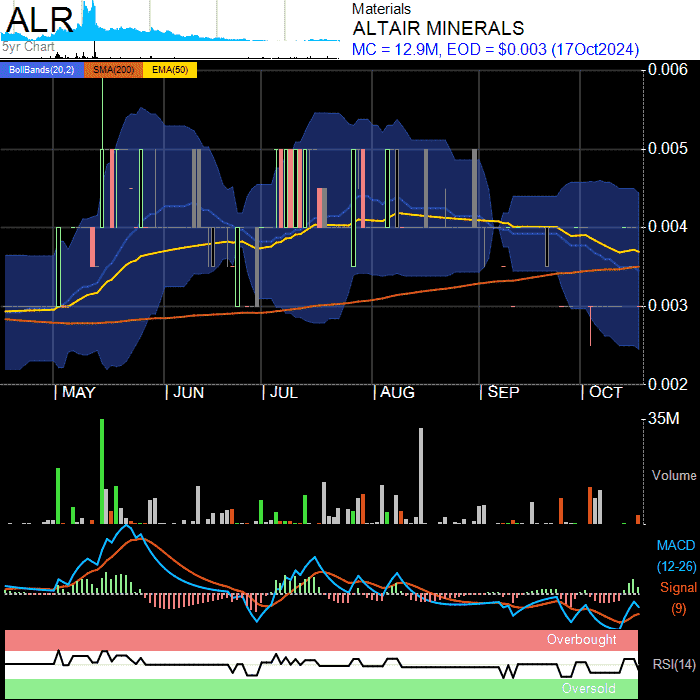 ALR
Materials
ALTAIR MINERALS
MC = 12.9M, EOD = $0.003 (17Oct2024)
5yr Chart
BollBands(20,2) SMA(200) EMA(50)
0.006
0.005
0.004
0.003
0.002
MAY JUN JUL AUG SEP OCT
35M
Volume
MACD
(12-26)
Signal
(9)
Overbought
RSI(14)
Oversold